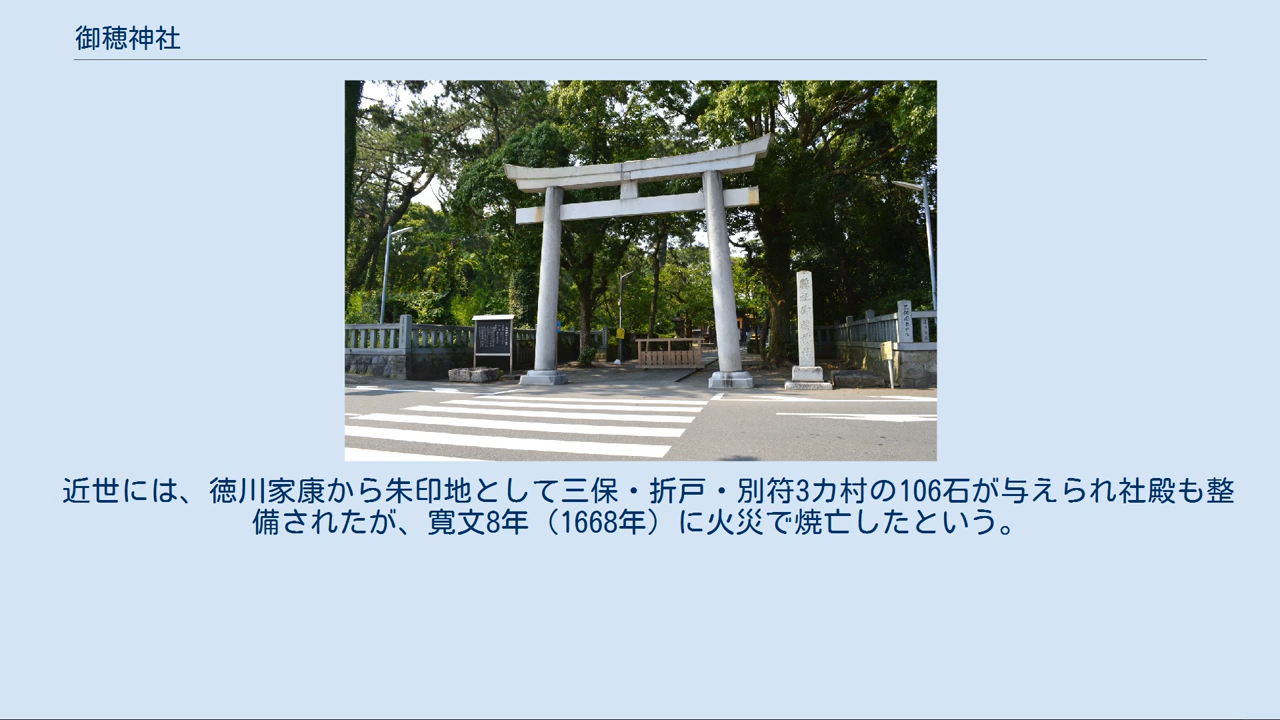 御穂神社
近世には、徳川家康から朱印地として三保・折戸・別符3カ村の106石が与えられ社殿も整
備されたが、寛文8年（1668年）に火災で焼亡したという。